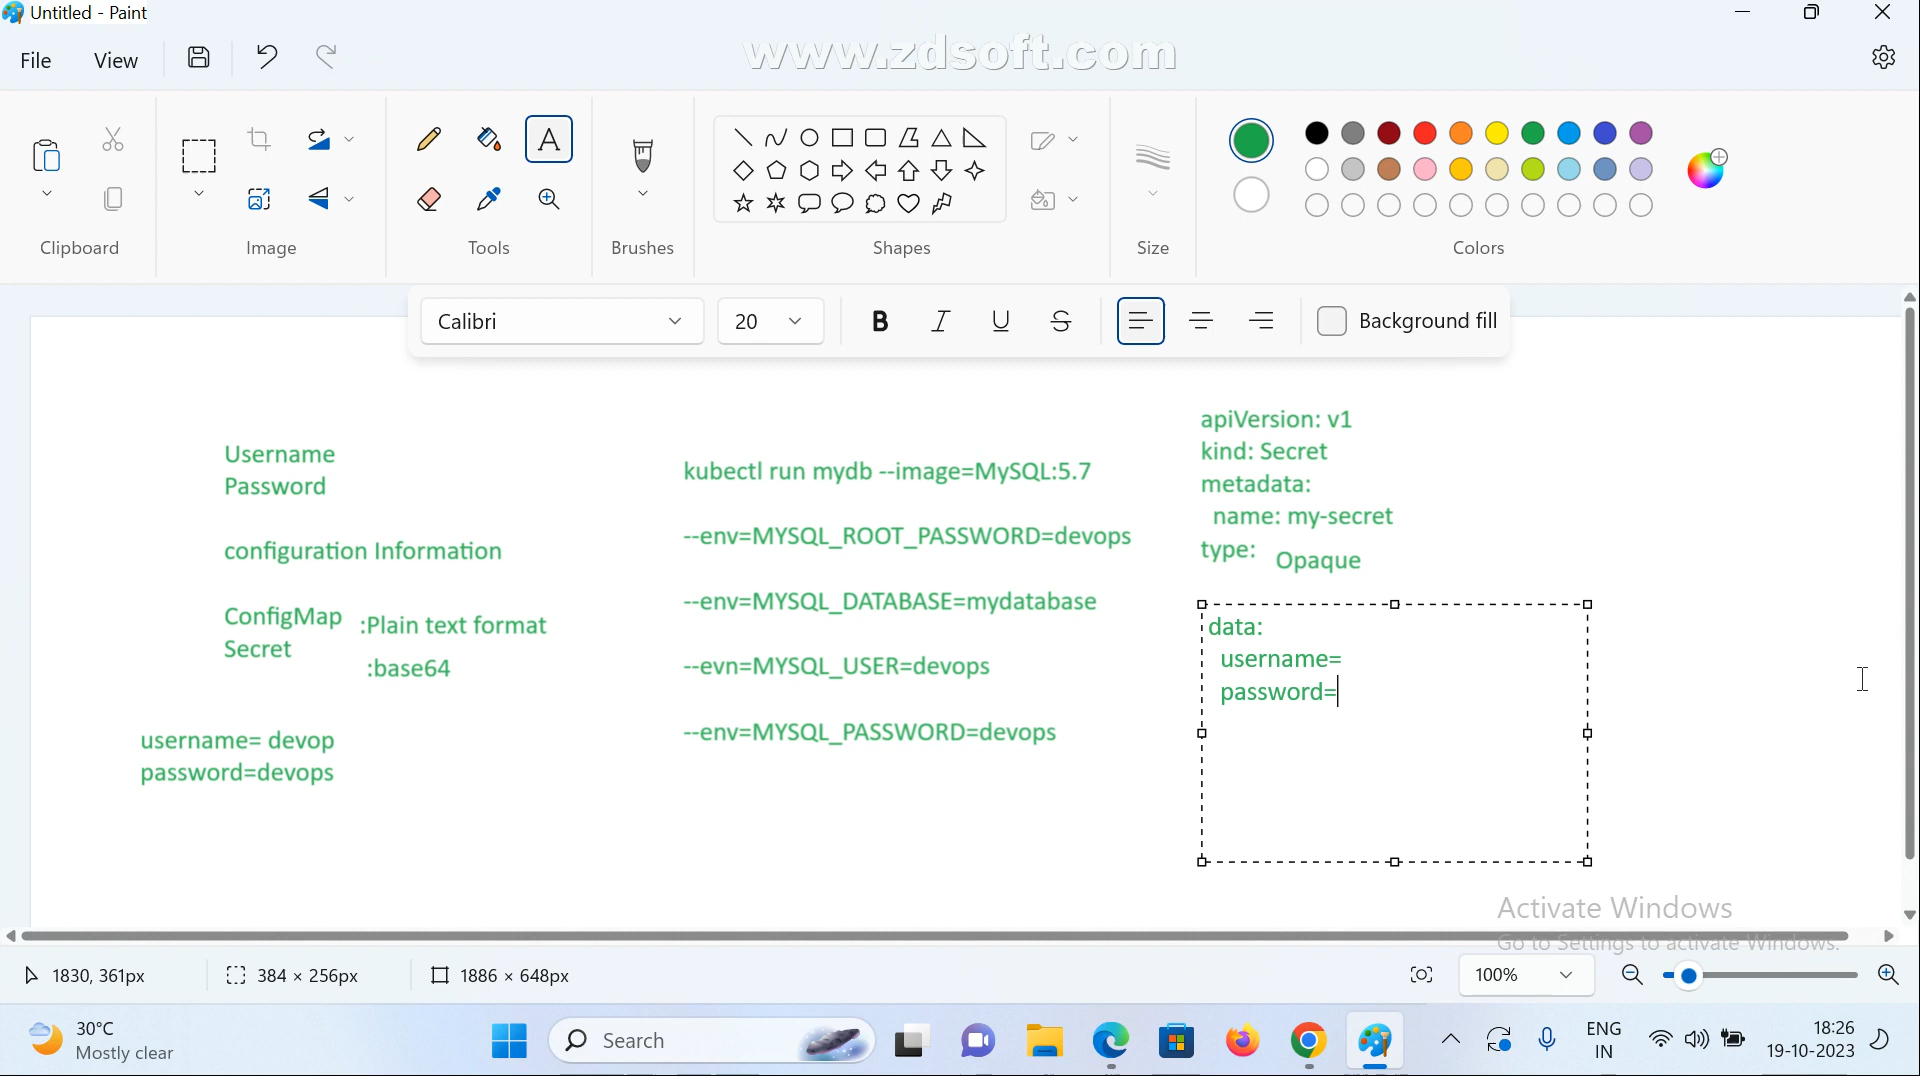 Untitled - Paint
File
View
www.zdsoft.com
Clipboard
Image
Tools
Brushes
Shapes
Size
Colors
Calibri
20
B
Background fill
Username
Password
configuration Information
ConfigMap :Plain text format
Secret
:base64
username= devop
password=devops
kubectl run mydb --image=MySQL:5.7
--env=MYSQL_ROOT_PASSWORD=devops
--env=MYSQL_DATABASE=mydatabase
--evn=MYSQL_USER=devops
--env=MYSQL_PASSWORD=devops
apiVersion: v1
kind: Secret
metadata:
name: my-secret
type: Opaque
data:
username=
password=
Activate Windows
Go to Settings to activate Windows.
1830, 361px
384 × 256px
1886 × 648px
100%
30°C
Mostly clear
Search
ENG
IN
18:26
19-10-2023